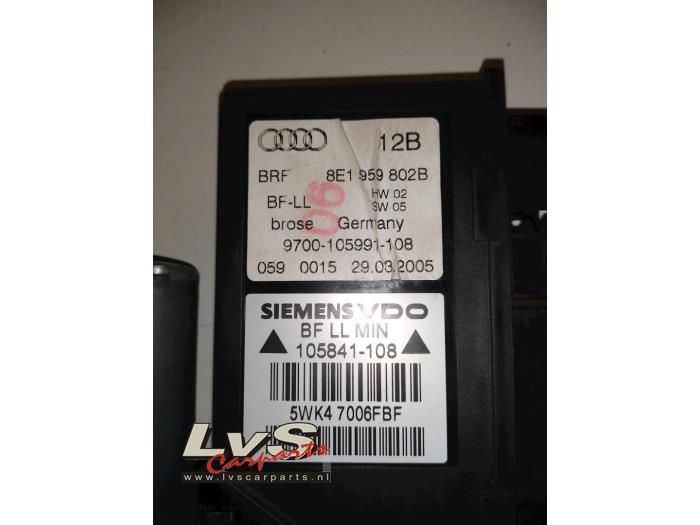 12B
BRF 8E1 959 802B
BF-LL HW 02
SW 05
06
brose Germany
9700-105991-108
059 0015 29.03.2005
SIEMENS VDO
BF LL MIN
105841-108
5WK4 7006FBF
LvS
Carparts
www.lvscarparts.nl